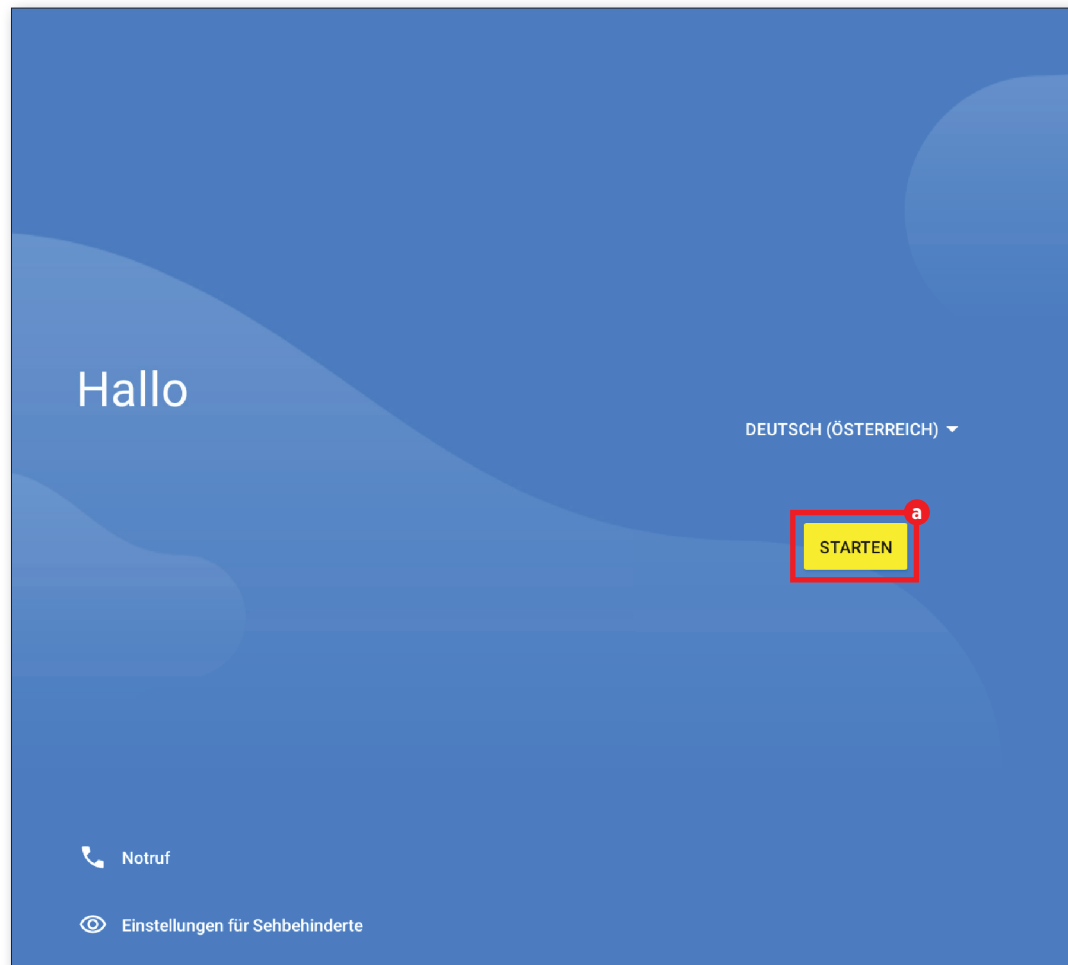 Hallo
DEUTSCH (ÖSTERREICH)
a
STARTEN
Notruf
Einstellungen für Sehbehinderte